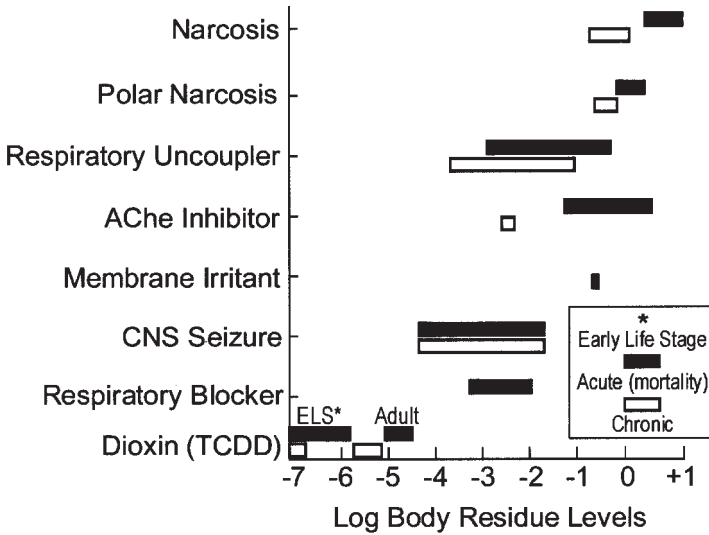 Narcosis
Polar Narcosis
Respiratory Uncoupler
AChe Inhibitor
Membrane Irritant
CNS Seizure
Respiratory Blocker
ELS* Adult
Dioxin (TCDD)
*
Early Life Stage
Acute (mortality)
Chronic
-7 -6 -5 -4 -3 -2 -1 0 +1
Log Body Residue Levels